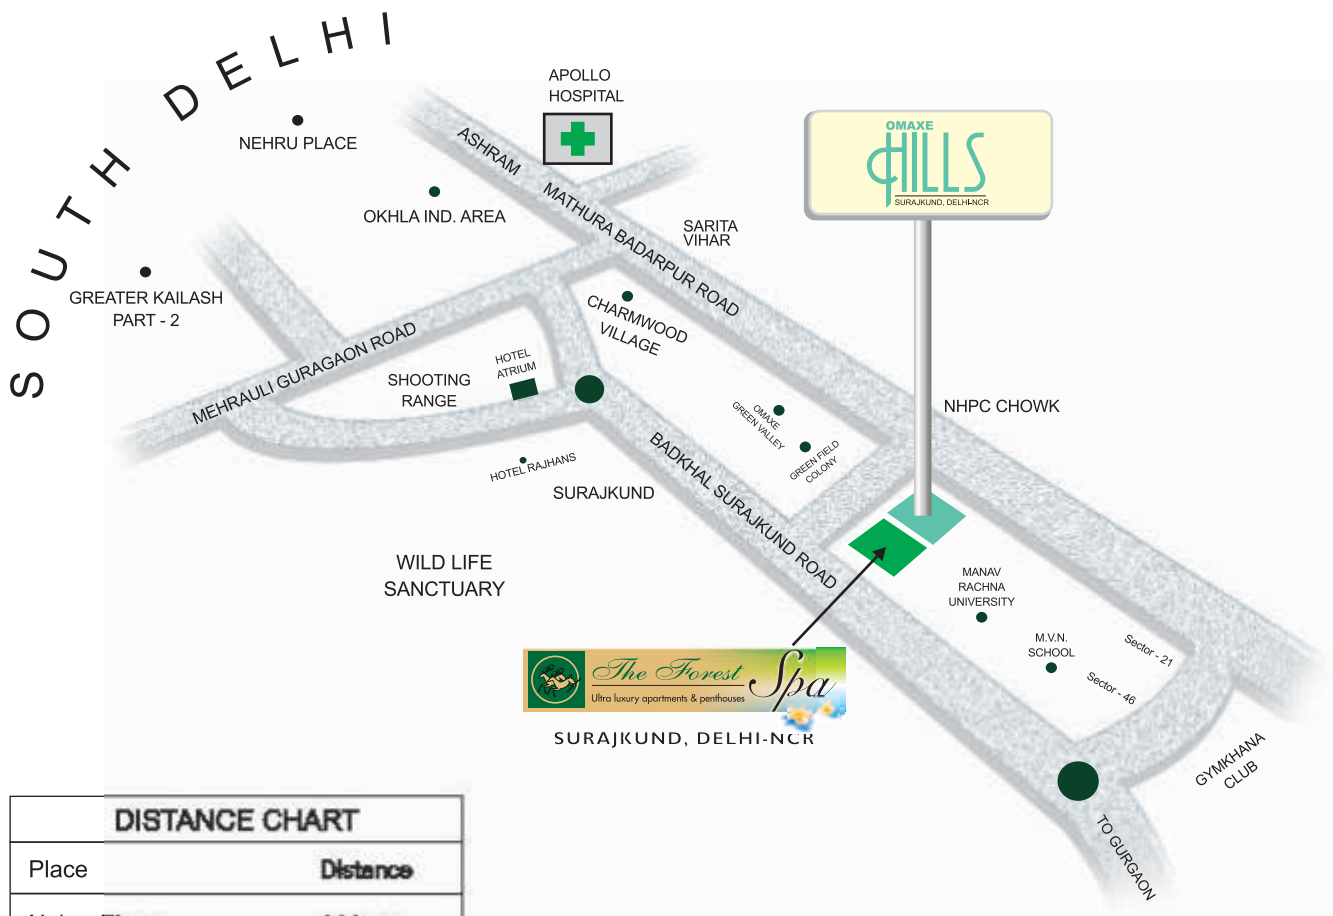 SOUTH DELHI
NEHRU PLACE
OKHLA IND. AREA
GREATER KAILASH
PART - 2
APOLLO
HOSPITAL
ASHRAM
MATHURA BADARPUR ROAD
SARITA
VIHAR
OMAXE
HILLS
SURAJKUND, DELHI-NCR
MEHRAULI GURAGAON ROAD
CHARMWOOD
VILLAGE
HOTEL
ATRIUM
SHOOTING
RANGE
HOTEL RAJHANS
SURAJKUND
BADKHAL SURAJKUND ROAD
OMAXE
GREEN VALLEY
GREEN FIELD
COLONY
NHPC CHOWK
WILD LIFE
SANCTUARY
MANAV
RACHNA
UNIVERSITY
M.V.N.
SCHOOL
Sector - 21
Sector - 46
The Forest Spa
Ultra luxury apartments & penthouses
SURAJKUND, DELHI-NCR
GYMKHANA
CLUB
TO GURGAON
DISTANCE CHART
Place Distance